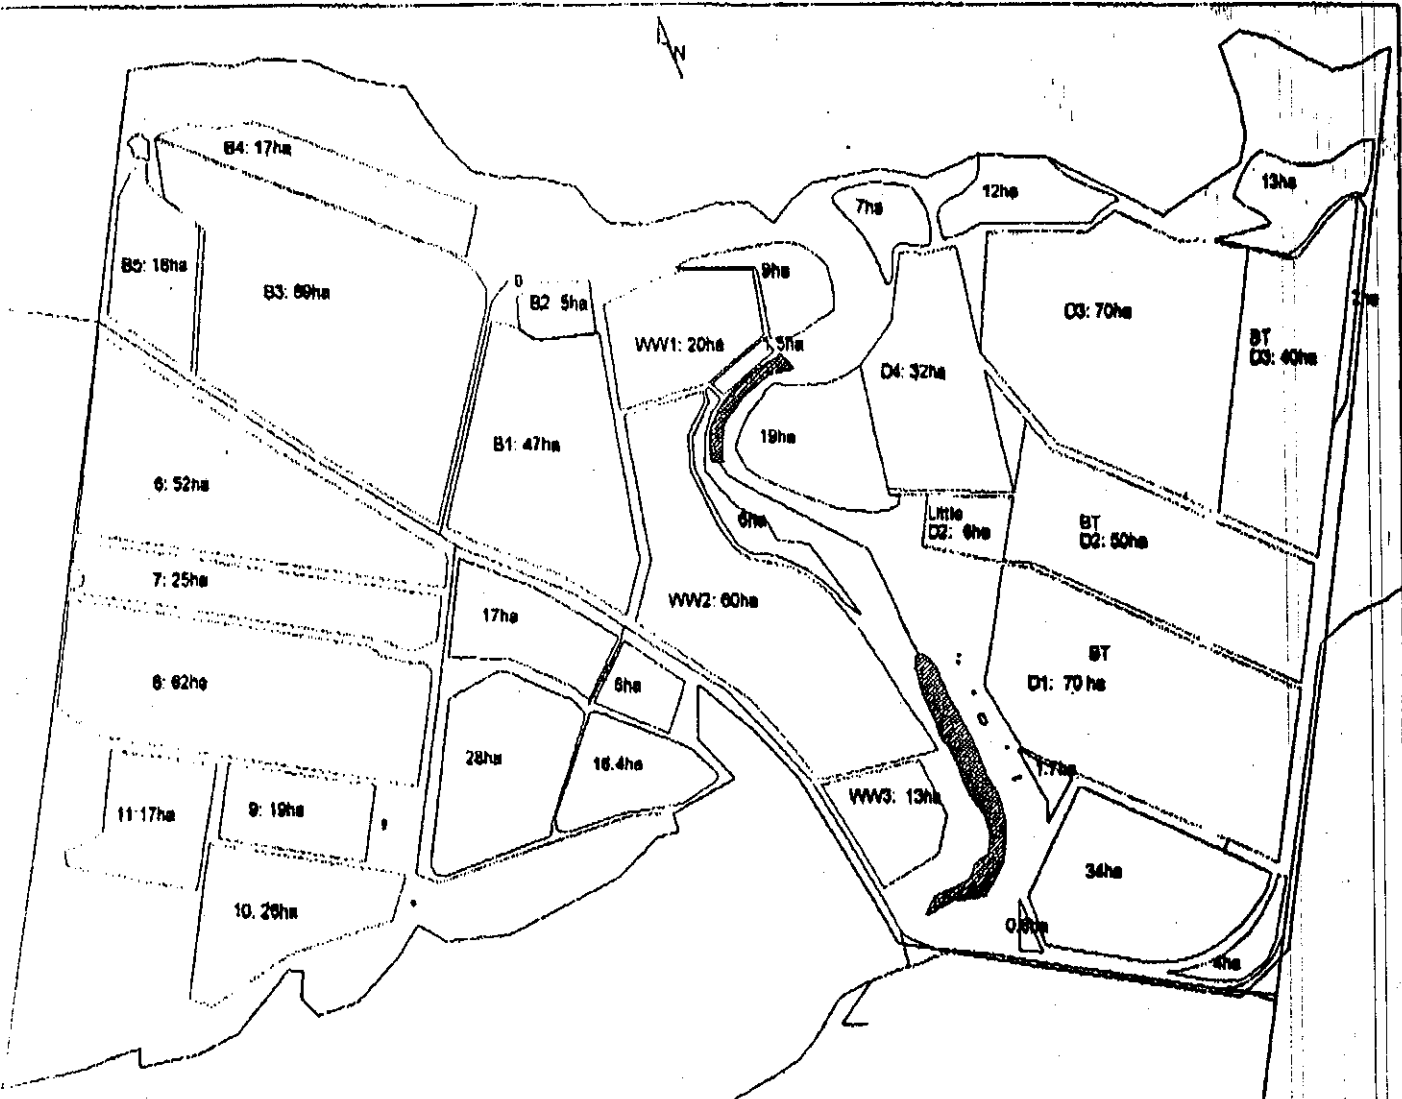 N
B4: 17ha
13ha
12ha
7ha
B5: 18ha
9ha
B3: 69ha
B2 5ha
D3: 70ha
WW1: 20ha
BT
D3: 40ha
D4: 32ha
B1: 47ha
19ha
6: 52ha
6ha
Little
D2: 6ha
BT
D2: 50ha
7: 25ha
WW2: 60ha
17ha
BT
D1: 70 ha
8: 62ha
6ha
28ha
16.4ha
1.7ha
WW3: 13ha
11:17ha
9: 19ha
34ha
10. 26ha
4ha